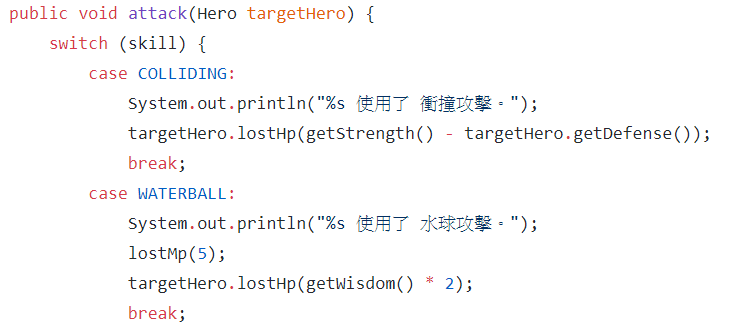 public void attack(Hero targetHero) {
    switch (skill) {
        case COLLIDING:
            System.out.println("%s 使用了 衝撞攻擊。");
            targetHero.lostHp(getStrength() - targetHero.getDefense());
            break;
        case WATERBALL:
            System.out.println("%s 使用了 水球攻擊。");
            lostMp(5);
            targetHero.lostHp(getWisdom() * 2);
            break;